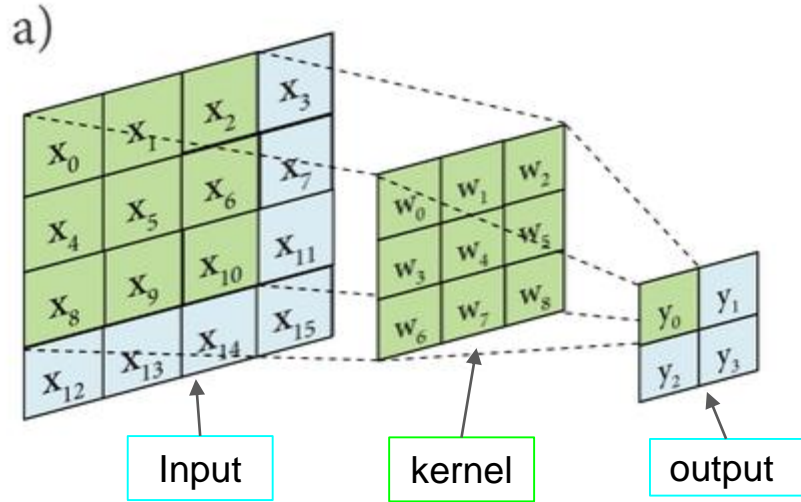 a)
x₀ x₁ x₂ x₃
x₄ x₅ x₆ x₇
x₈ x₉ x₁₀ x₁₁
x₁₂ x₁₃ x₁₄ x₁₅
w₀ w₁ w₂
w₃ w₄ w₅
w₆ w₇ w₈
y₀ y₁
y₂ y₃
Input
kernel
output